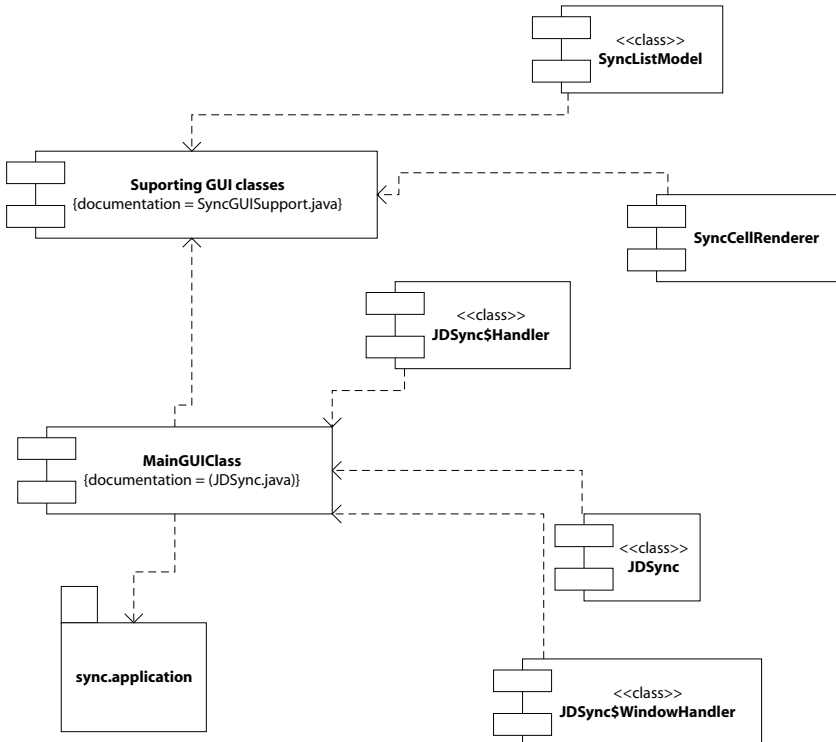 <<class>>
SyncListModel
Suporting GUI classes
{documentation = SyncGUISupport.java}
SyncCellRenderer
<<class>>
JDSync$Handler
MainGUIClass
{documentation = (JDSync.java)}
<<class>>
JDSync
sync.application
<<class>>
JDSync$WindowHandler